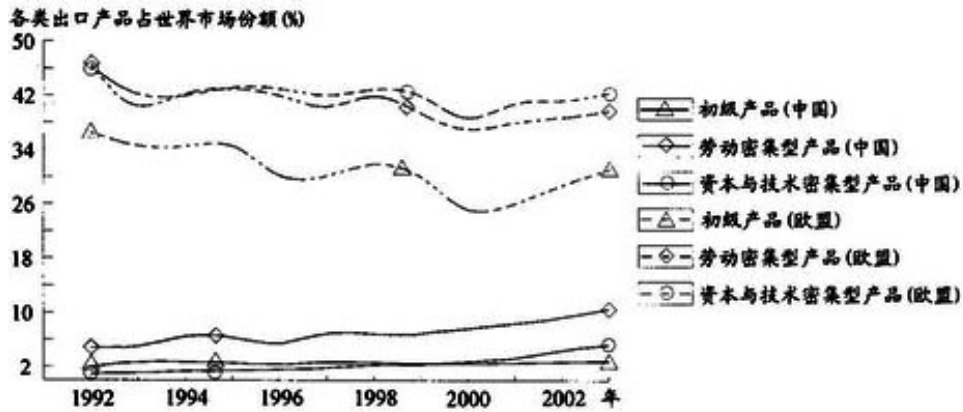 各类出口产品占世界市场份额(%)
50
42
34
26
18
10
2
1992 1994 1996 1998 2000 2002 年
初级产品(中国)
劳动密集型产品(中国)
资本与技术密集型产品(中国)
初级产品(欧盟)
劳动密集型产品(欧盟)
资本与技术密集型产品(欧盟)